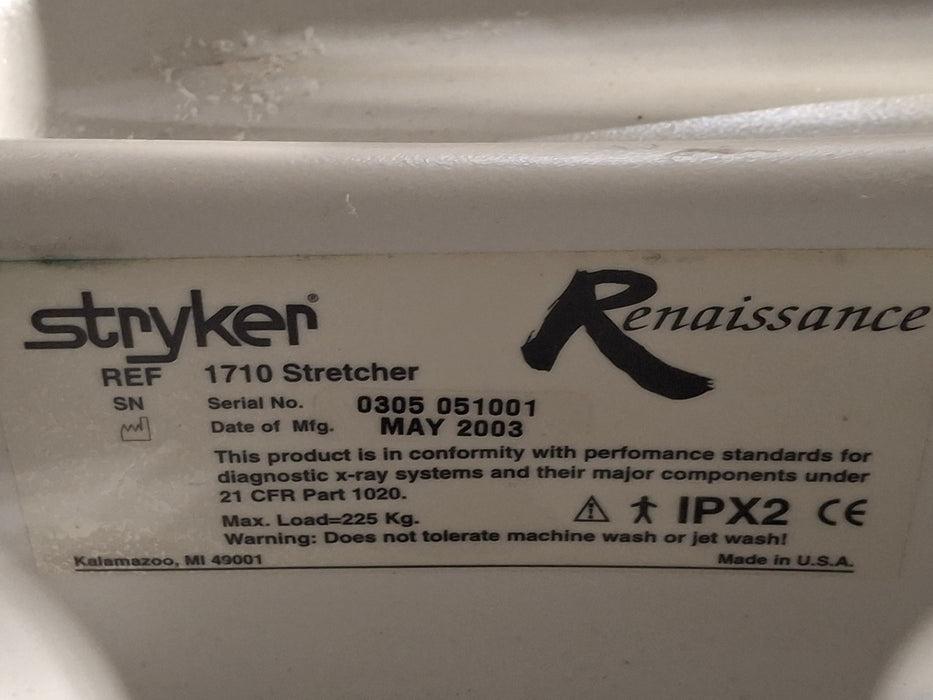 stryker®
Renaissance
REF 1710 Stretcher
SN Serial No. 0305 051001
Date of Mfg. MAY 2003
This product is in conformity with perfomance standards for
diagnostic x-ray systems and their major components under
21 CFR Part 1020.
Max. Load=225 Kg. IPX2 CE
Warning: Does not tolerate machine wash or jet wash!
Kalamazoo, MI 49001 Made in U.S.A.